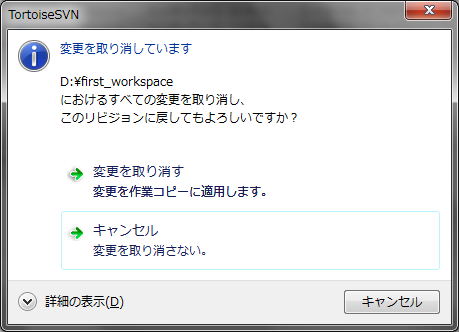 TortoiseSVN
変更を取り消しています
D:¥first_workspace
におけるすべての変更を取り消し、
このリビジョンに戻してもよろしいですか？
変更を取り消す
変更を作業コピーに適用します。
キャンセル
変更を取り消さない。
詳細の表示(D)
キャンセル